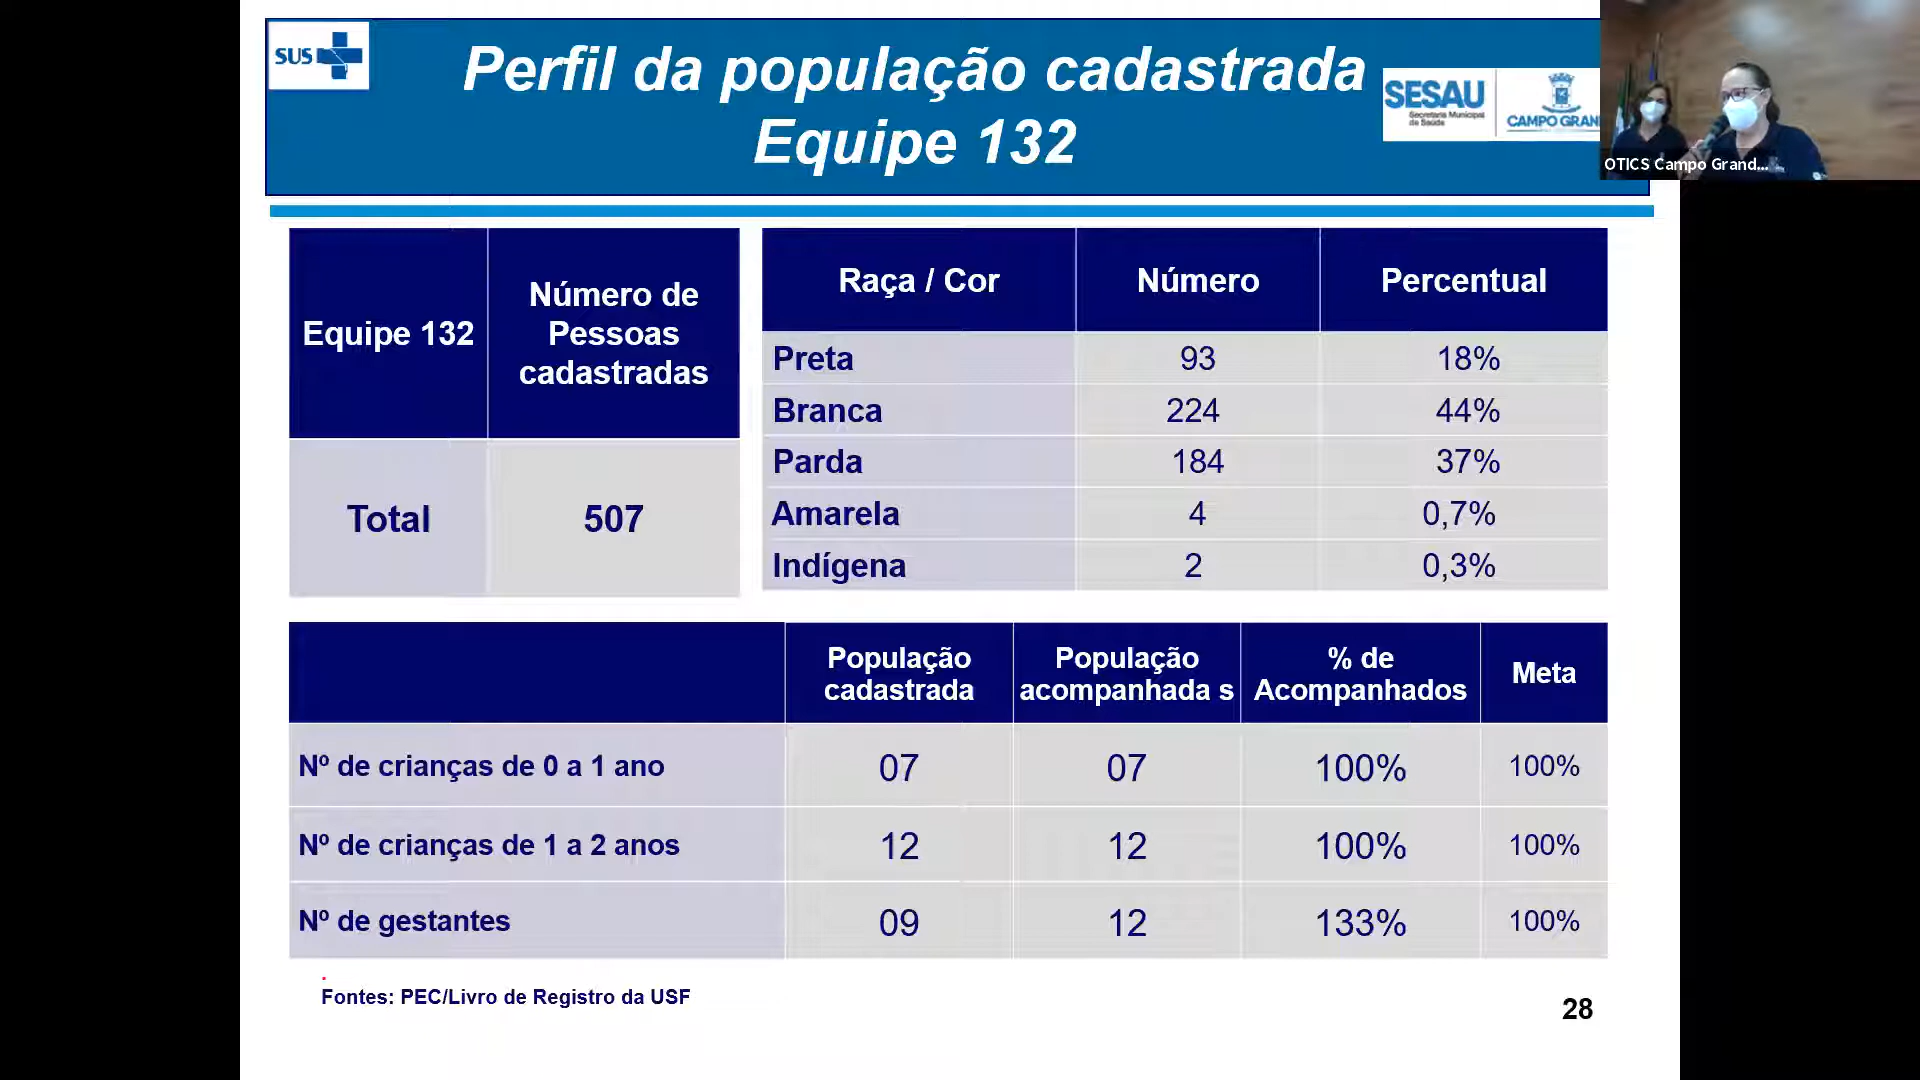 SUS
Perfil da população cadastrada
Equipe 132
SESAU
Secretaria Municipal
de Saúde
CAMPO GRAN
OTICS Campo Grand...
Equipe 132
Número de
Pessoas
cadastradas
Total
507
Raça / Cor
Número
Percentual
Preta
93
18%
Branca
224
44%
Parda
184
37%
Amarela
4
0,7%
Indígena
2
0,3%
População
cadastrada
População
acompanhada s
% de
Acompanhados
Meta
Nº de crianças de 0 a 1 ano
07
07
100%
100%
Nº de crianças de 1 a 2 anos
12
12
100%
100%
Nº de gestantes
09
12
133%
100%
.
Fontes: PEC/Livro de Registro da USF
28